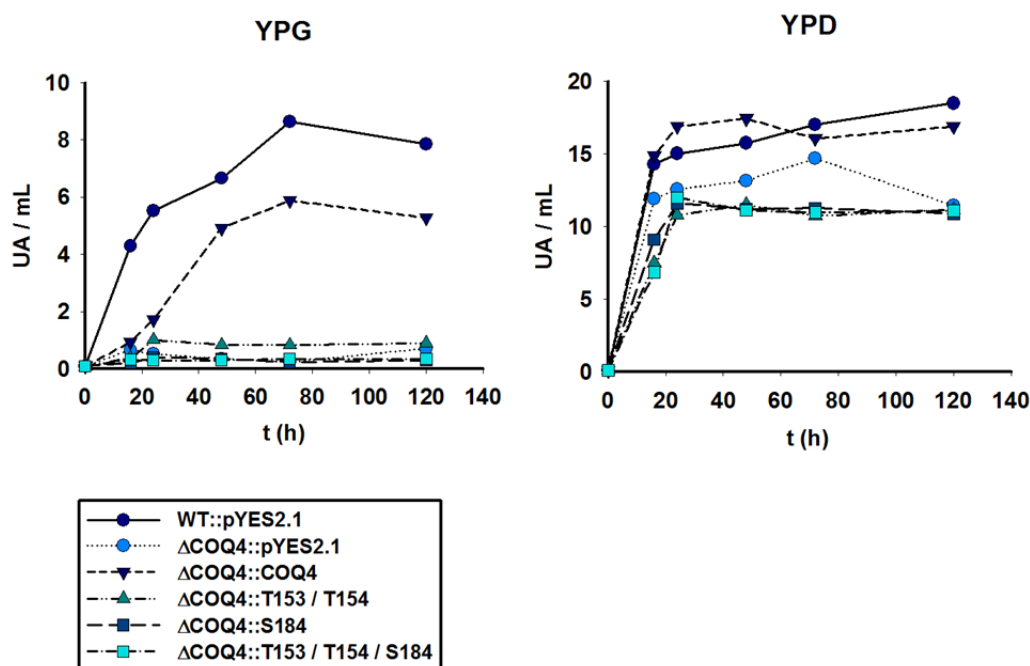 YPG
UA / mL
10
8
6
4
2
0
0 20 40 60 80 100 120 140
t (h)
YPD
UA / mL
20
15
10
5
0
0 20 40 60 80 100 120 140
t (h)
WT::pYES2.1
ΔCOQ4::pYES2.1
ΔCOQ4::COQ4
ΔCOQ4::T153 / T154
ΔCOQ4::S184
ΔCOQ4::T153 / T154 / S184